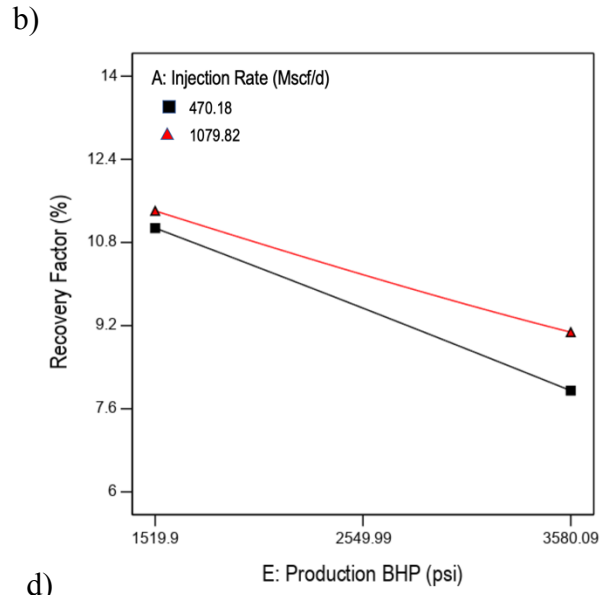 b)
A: Injection Rate (Mscf/d)
470.18
1079.82
Recovery Factor (%)
14
12.4
10.8
9.2
7.6
6
1519.9
2549.99
3580.09
E: Production BHP (psi)
d)